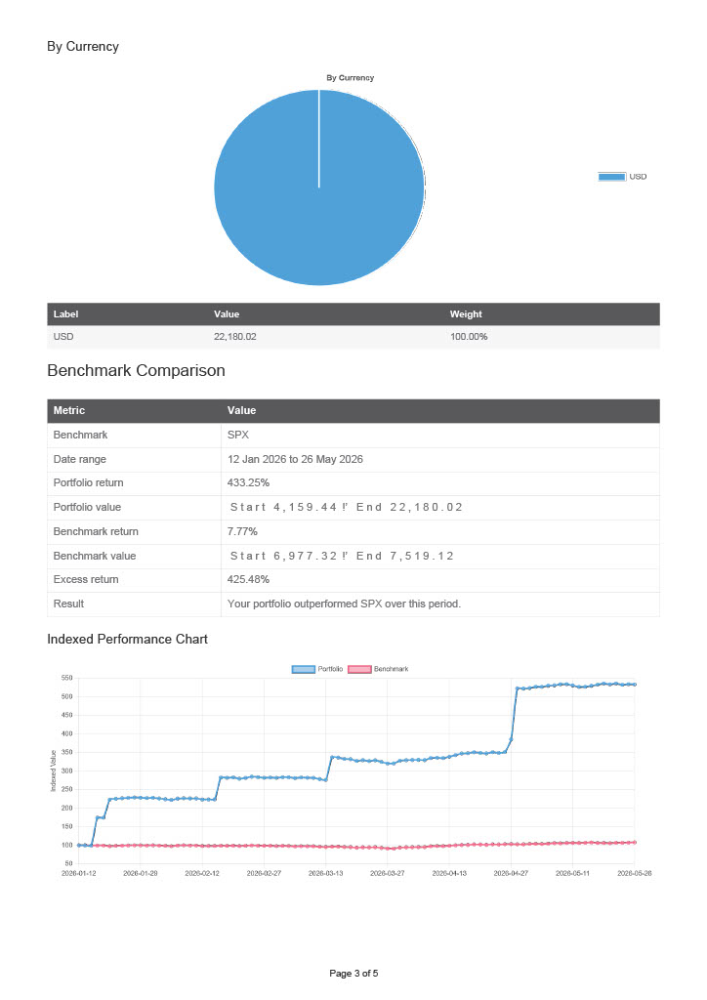 By Currency
By Currency
USD
Label Value Weight
USD 22,180.02 100.00%
Benchmark Comparison
Metric Value
Benchmark SPX
Date range 12 Jan 2026 to 26 May 2026
Portfolio return 433.25%
Portfolio value Start 4,159.44 !' End 22,180.02
Benchmark return 7.77%
Benchmark value Start 6,977.32 !' End 7,519.12
Excess return 425.48%
Result Your portfolio outperformed SPX over this period.
Indexed Performance Chart
Portfolio Benchmark
Indexed Value
550
500
450
400
350
300
250
200
150
100
50
2026-01-12 2026-01-29 2026-02-12 2026-02-27 2026-03-13 2026-03-27 2026-04-13 2026-04-27 2026-05-11 2026-05-26
Page 3 of 5